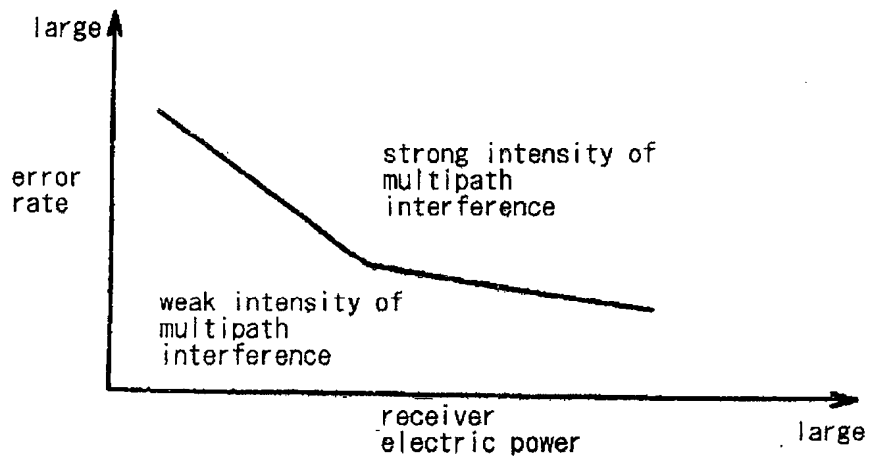 large
error
rate
strong intensity of
multipath
interference
weak intensity of
multipath
interference
receiver
electric power
large